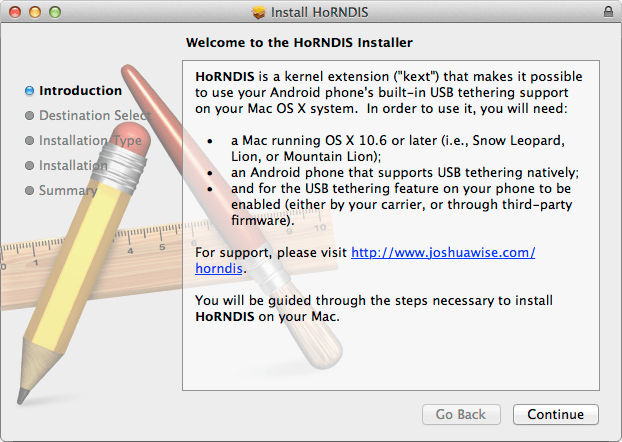 Install HoRNDIS
Welcome to the HoRNDIS Installer
Introduction
Destination Select
Installation Type
Installation
Summary
HoRNDIS is a kernel extension ("kext") that makes it possible
to use your Android phone's built-in USB tethering support
on your Mac OS X system.  In order to use it, you will need:
• a Mac running OS X 10.6 or later (i.e., Snow Leopard,
Lion, or Mountain Lion);
• an Android phone that supports USB tethering natively;
• and for the USB tethering feature on your phone to be
enabled (either by your carrier, or through third-party
firmware).
For support, please visit http://www.joshuawise.com/
horndis.
You will be guided through the steps necessary to install
HoRNDIS on your Mac.
Go Back
Continue